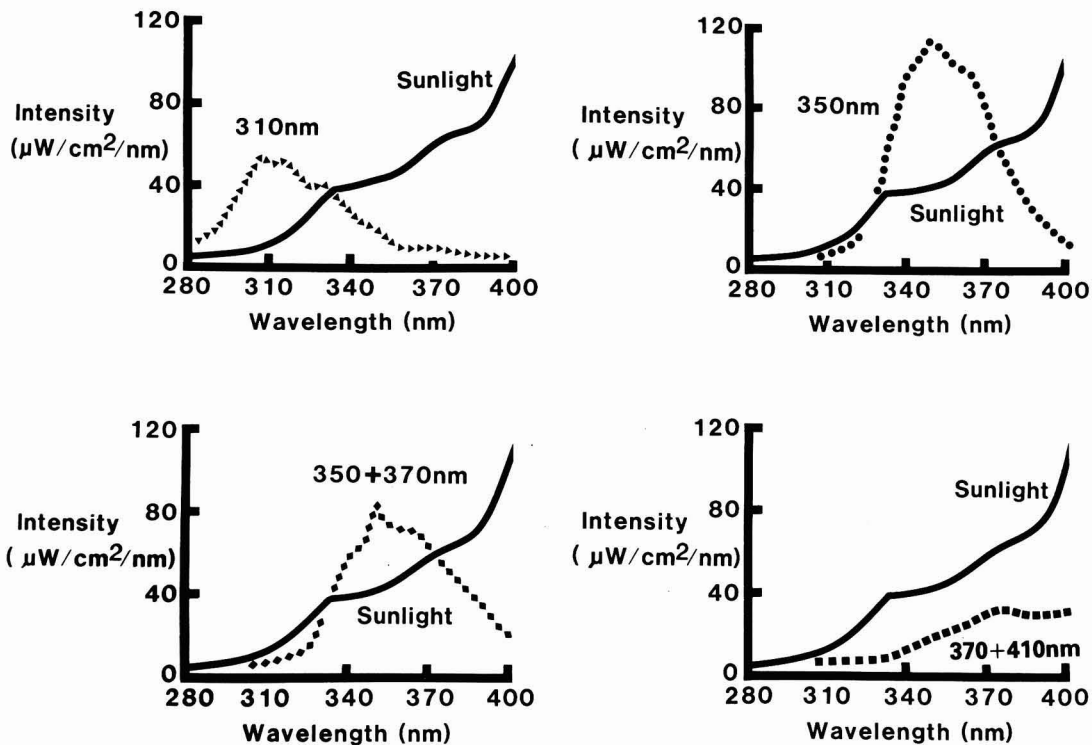 120
80
40
0
Intensity
(μW/cm2/nm)
310nm
Sunlight
280 310 340 370 400
Wavelength (nm)
120
80
40
0
Intensity
( μW/cm2/nm)
350nm
Sunlight
280 310 340 370 400
Wavelength (nm)
120
80
40
0
Intensity
( μW/cm2/nm)
350+370nm
Sunlight
280 310 340 370 400
Wavelength (nm)
120
80
40
0
Intensity
( μW/cm2/nm)
Sunlight
370+410nm
280 310 340 370 400
Wavelength (nm)